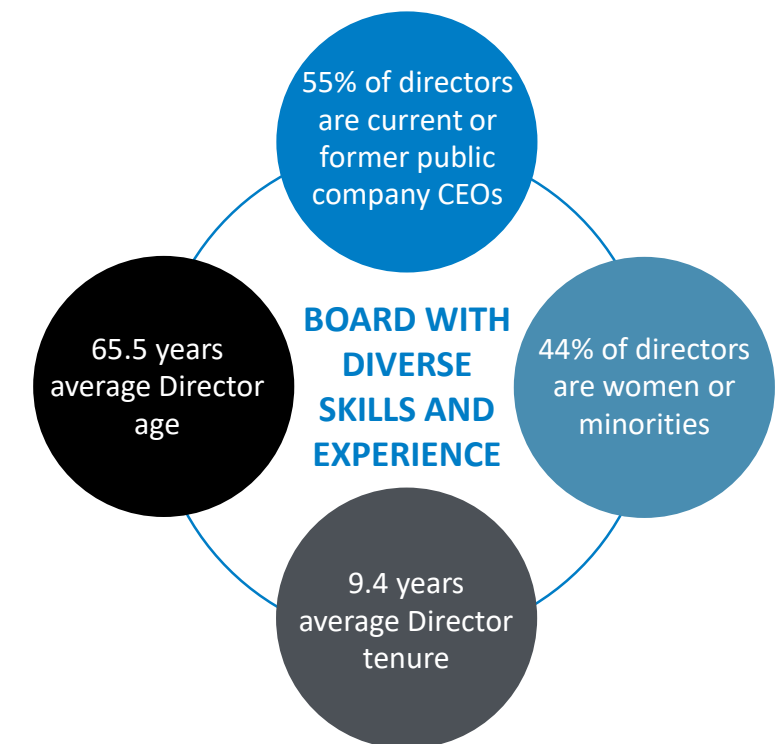 55% of directors
are current or
former public
company CEOs
65.5 years
average Director
age
BOARD WITH
DIVERSE
SKILLS AND
EXPERIENCE
44% of directors
are women or
minorities
9.4 years
average Director
tenure